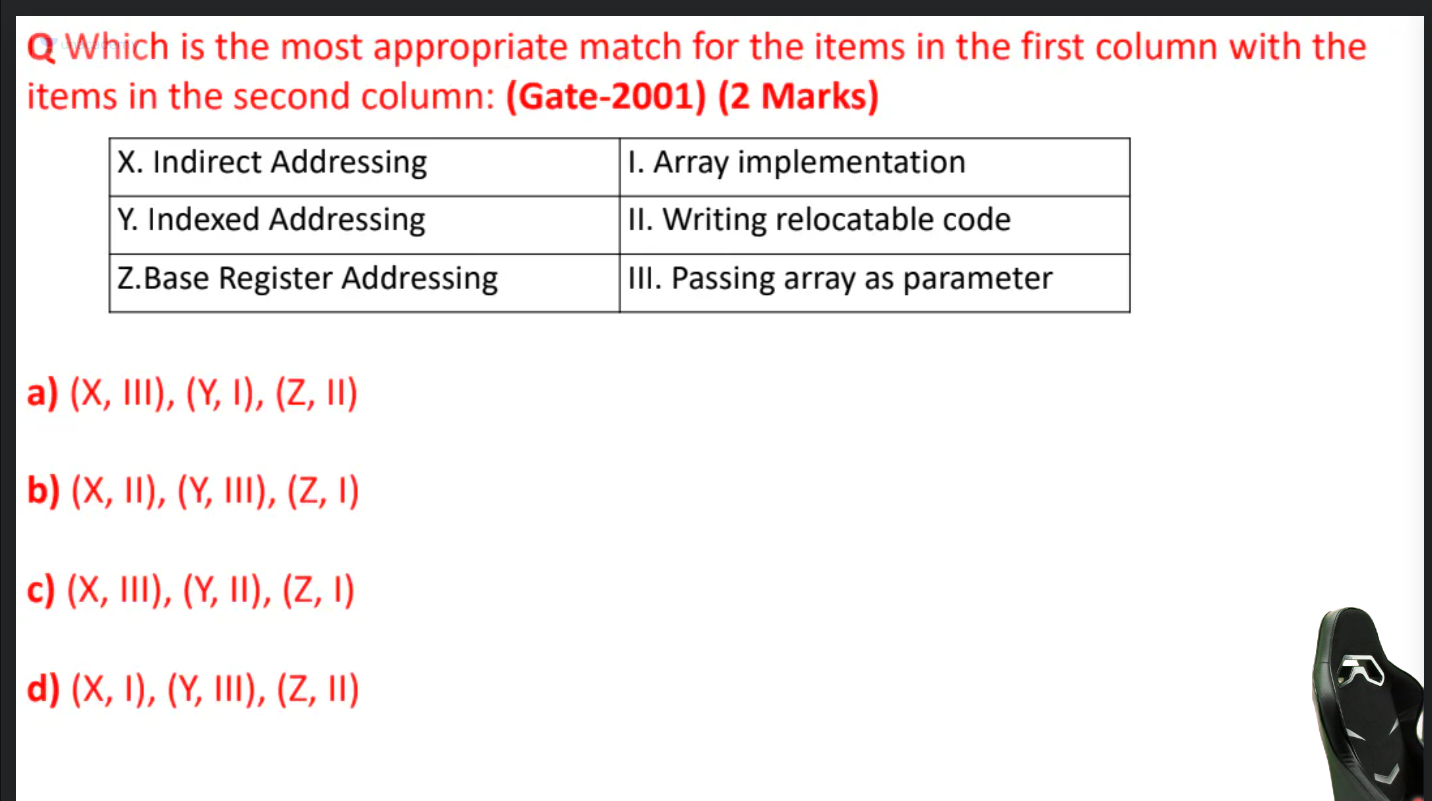 Q Which is the most appropriate match for the items in the first column with the
items in the second column: (Gate-2001) (2 Marks)
X. Indirect Addressing I. Array implementation
Y. Indexed Addressing II. Writing relocatable code
Z.Base Register Addressing III. Passing array as parameter
a) (X, III), (Y, I), (Z, II)
b) (X, II), (Y, III), (Z, I)
c) (X, III), (Y, II), (Z, I)
d) (X, I), (Y, III), (Z, II)